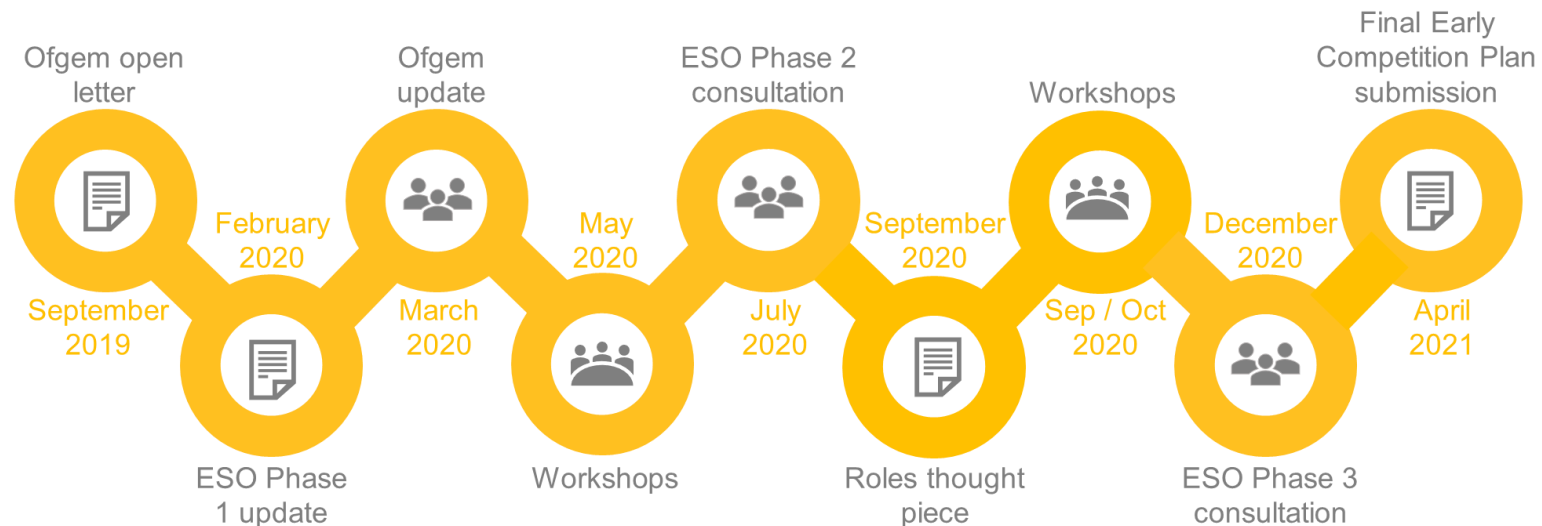 Ofgem open
letter
September
2019
February
2020
ESO Phase
1 update
Ofgem
update
March
2020
May
2020
Workshops
ESO Phase 2
consultation
July
2020
September
2020
Roles thought
piece
Workshops
Sep / Oct
2020
December
2020
ESO Phase 3
consultation
Final Early
Competition Plan
submission
April
2021